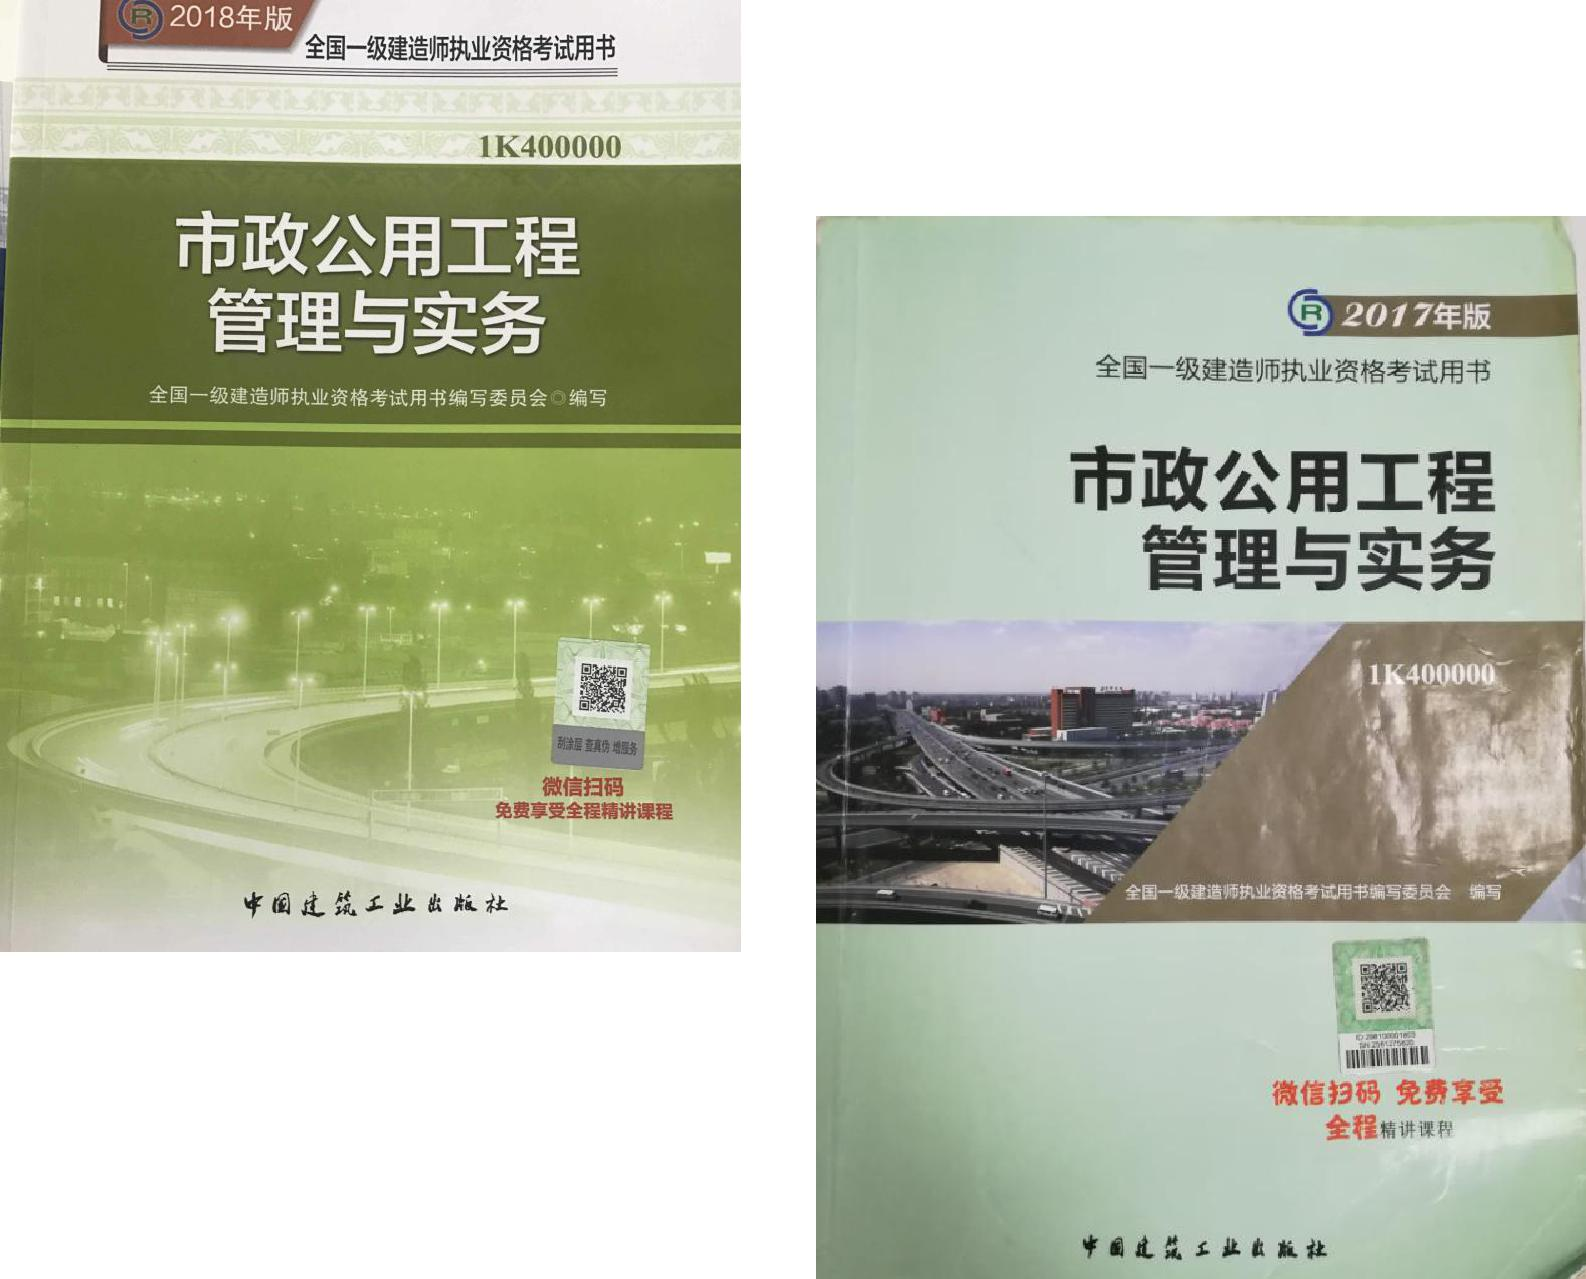 2018年版
全国一级建造师执业资格考试用书
1K400000
市政公用工程
管理与实务
全国一级建造师执业资格考试用书编写委员会◎编写
刮涂层 查真伪 增服务
微信扫码
免费享受全程精讲课程
中国建筑工业出版社
R 2017年版
全国一级建造师执业资格考试用书
市政公用工程
管理与实务
1K400000
全国一级建造师执业资格考试用书编写委员会 编写
微信扫码 免费享受
全程精讲课程
中国建筑工业出版社